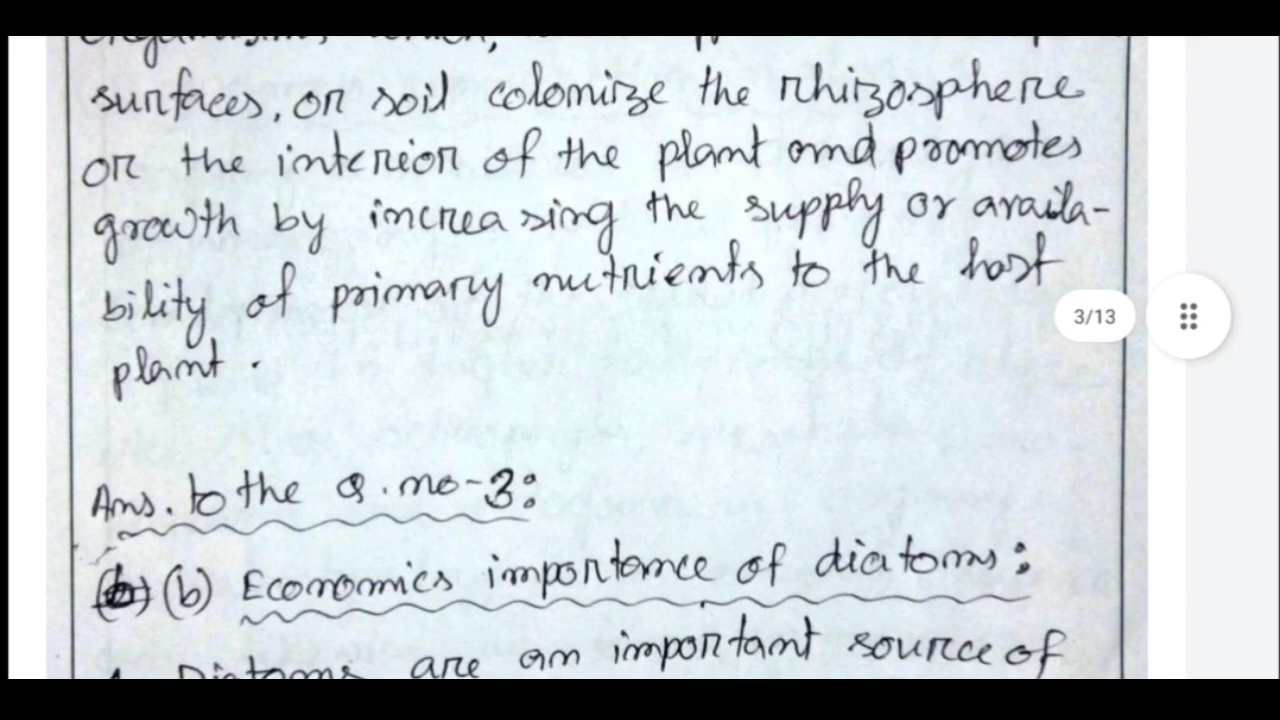 surfaces, or soil colomize the rhizosphere
or the interior of the plant and promotes
growth by increasing the supply or availa-
bility of primary nutrients to the host
plant.
3/13
Ans. to the Q. no-3:
(b) Economics importance of diatoms:
Diatoms are an important source of